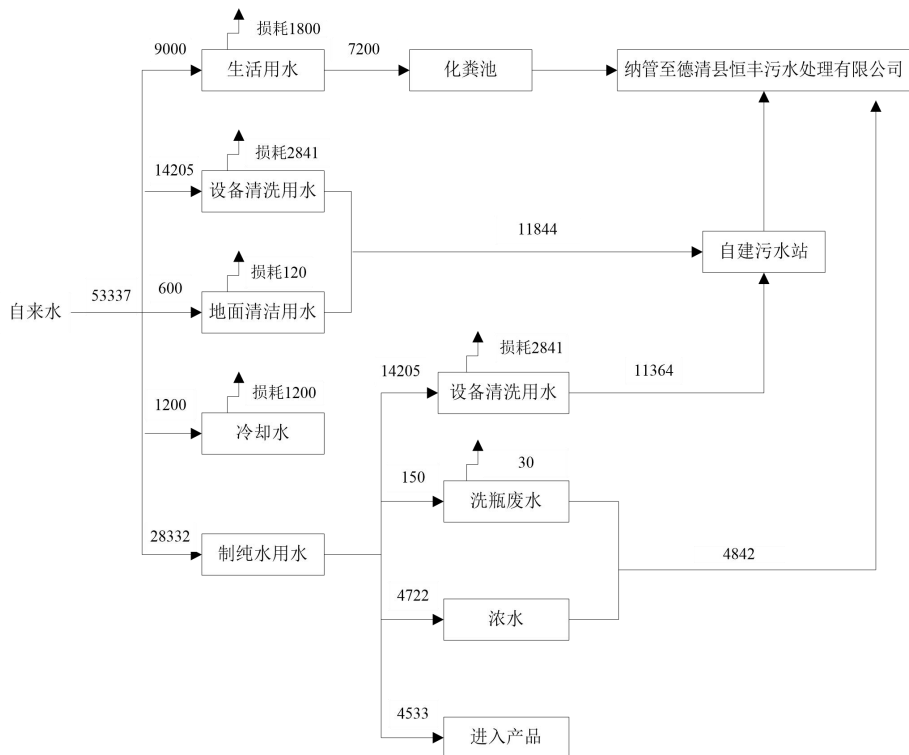 损耗1800
9000
生活用水
7200
化粪池
纳管至德清县恒丰污水处理有限公司
损耗2841
14205
设备清洗用水
11844
自建污水站
损耗120
自来水
53337
600
地面清洁用水
损耗2841
14205
设备清洗用水
11364
损耗1200
1200
冷却水
30
150
洗瓶废水
28332
制纯水用水
4842
4722
浓水
4533
进入产品